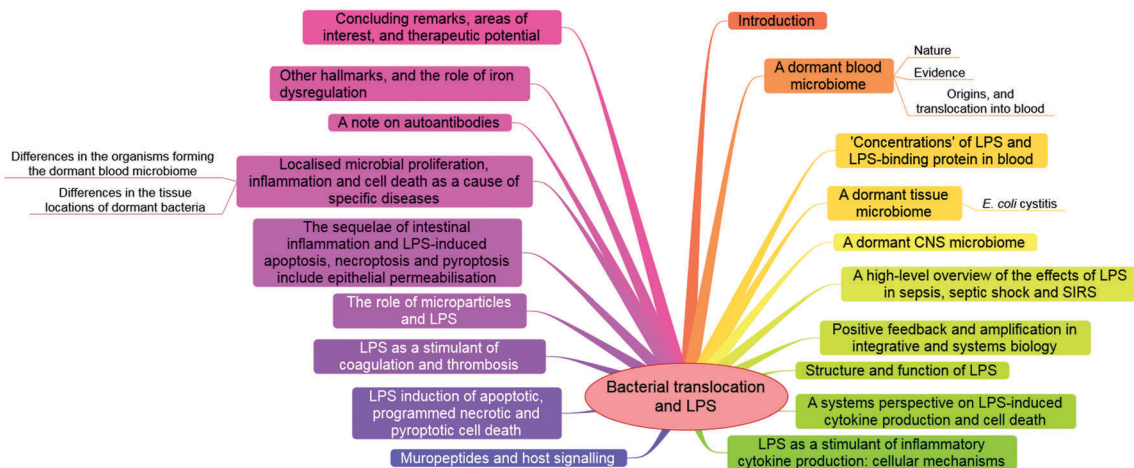 Introduction
A dormant blood
microbiome
Nature
Evidence
Origins, and
translocation into blood
'Concentrations' of LPS and
LPS-binding protein in blood
A dormant tissue
microbiome
E. coli cystitis
A dormant CNS microbiome
A high-level overview of the effects of LPS
in sepsis, septic shock and SIRS
Positive feedback and amplification in
integrative and systems biology
Structure and function of LPS
A systems perspective on LPS-induced
cytokine production and cell death
LPS as a stimulant of inflammatory
cytokine production: cellular mechanisms
Muropeptides and host signalling
LPS induction of apoptotic,
programmed necrotic and
pyroptotic cell death
LPS as a stimulant of
coagulation and thrombosis
The role of microparticles
and LPS
The sequelae of intestinal
inflammation and LPS-induced
apoptosis, necroptosis and pyroptosis
include epithelial permeabilisation
Localised microbial proliferation,
inflammation and cell death as a cause of
specific diseases
Differences in the organisms forming
the dormant blood microbiome
Differences in the tissue
locations of dormant bacteria
A note on autoantibodies
Other hallmarks, and the role of iron
dysregulation
Concluding remarks, areas of
interest, and therapeutic potential
Bacterial translocation
and LPS